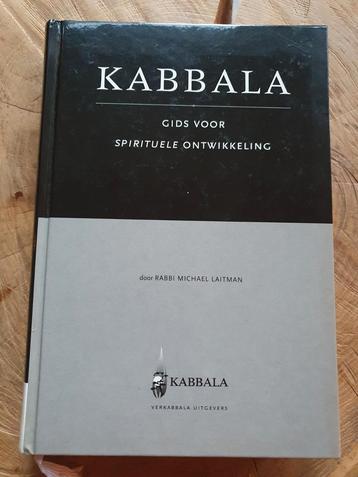 KABBALA
GIDS VOOR
SPIRITUELE ONTWIKKELING
door RABBI MICHAEL LAITMAN
KABBALA
VERKABBALA UITGEVERS